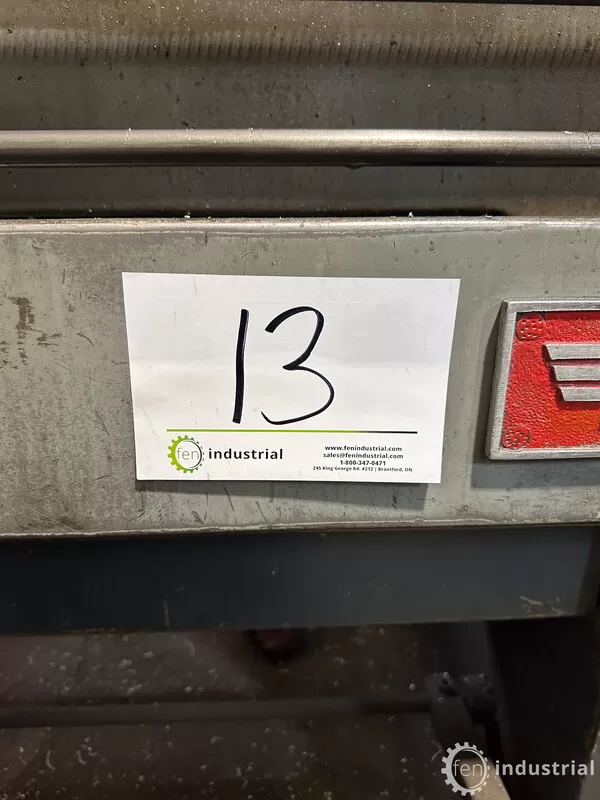 13
fen industrial
www.fenindustrial.com
sales@fenindustrial.com
1-800-347-0471
245 King George Rd. #212 | Brantford, ON
fen industrial